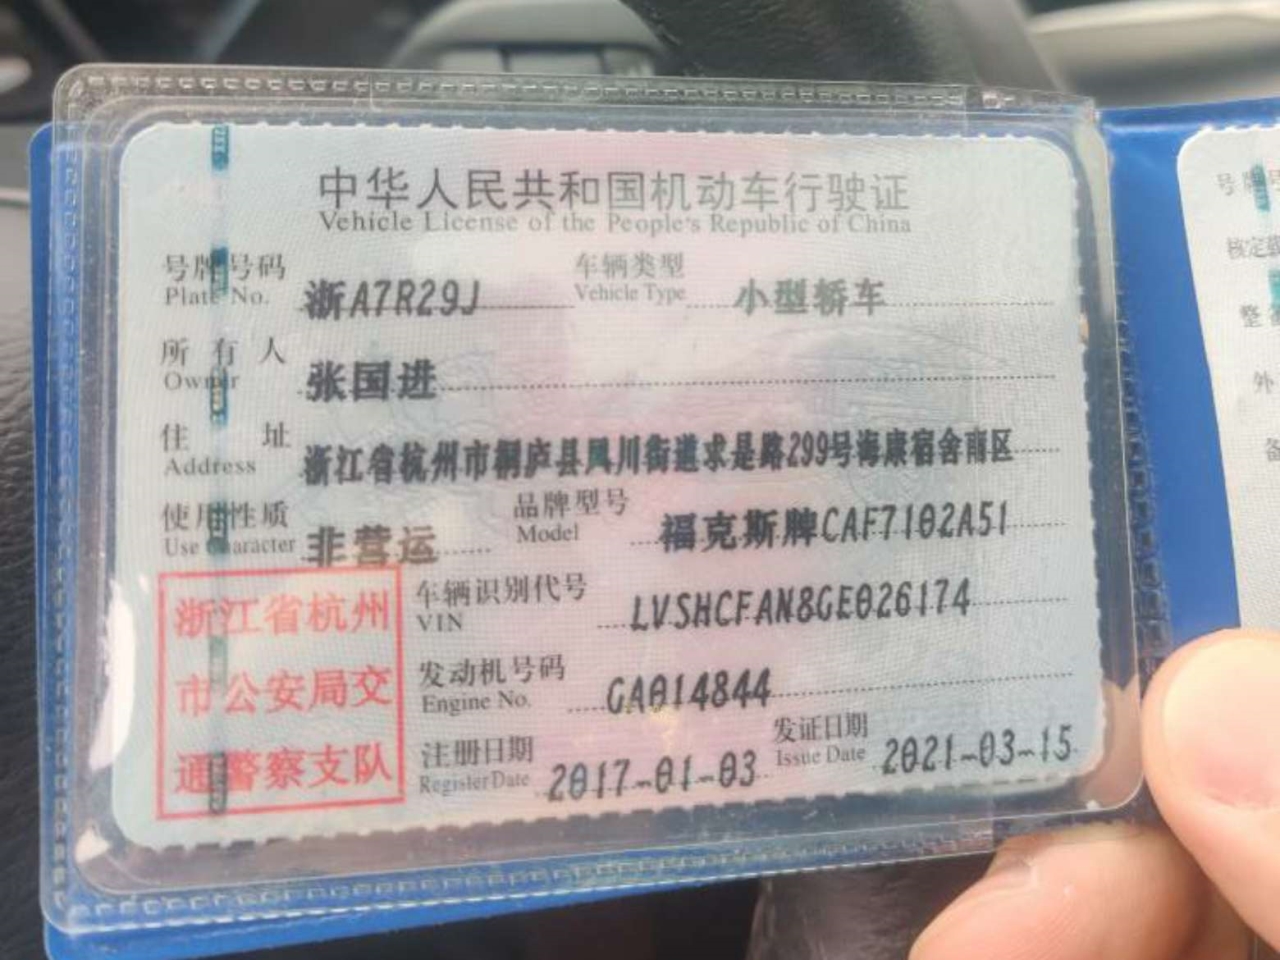 中华人民共和国机动车行驶证
Vehicle License of the People's Republic of China
号牌号码 浙A7R29J 车辆类型 小型轿车
Plate No. Vehicle Type
所有人 张国进
Owner
住址 浙江省杭州市桐庐县凤川街道求是路299号海康宿舍南区
Address
使用性质 非营运 品牌型号 福克斯牌CAF7102A51
Use Character Model
浙江省杭州
市公安局交
通警察支队
车辆识别代号 LVSHCFAN8GE026174
VIN
发动机号码 GA014844
Engine No.
注册日期 2017-01-03 发证日期 2021-03-15
Register Date Issue Date
号牌
核定
整
外